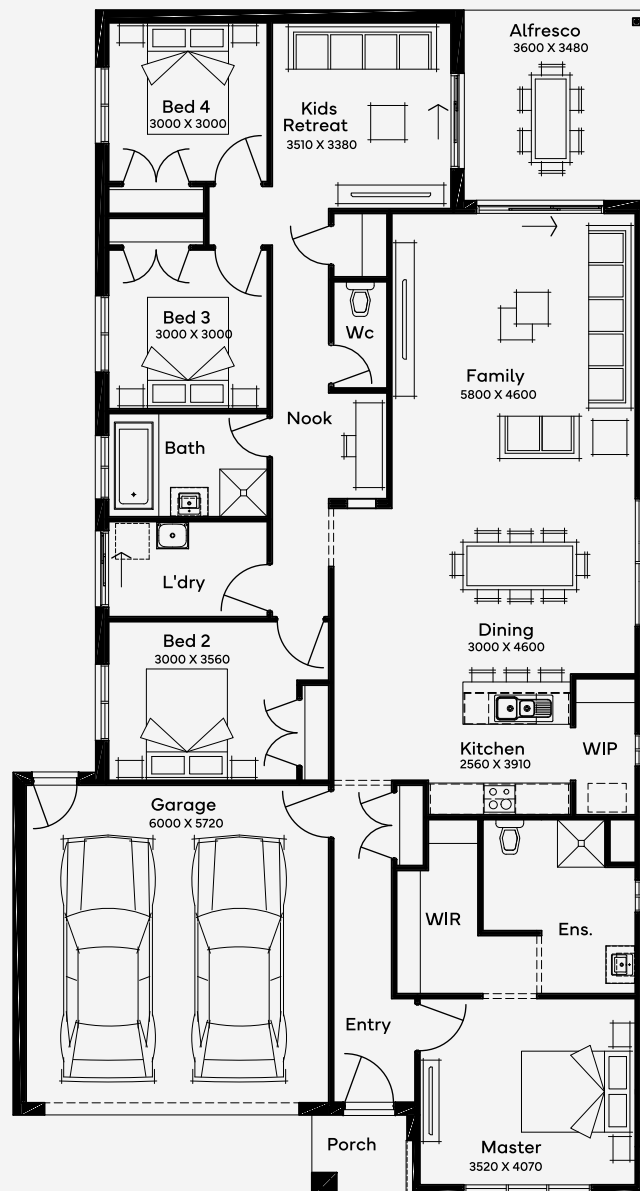 Alfresco
3600 X 3480
Bed 4
3000 X 3000
Kids
Retreat
3510 X 3380
Bed 3
3000 X 3000
Wc
Family
5800 X 4600
Nook
Bath
L'dry
Dining
3000 X 4600
Bed 2
3000 X 3560
Kitchen
2560 X 3910
WIP
Garage
6000 X 5720
WIR
Ens.
Entry
Porch
Master
3520 X 4070